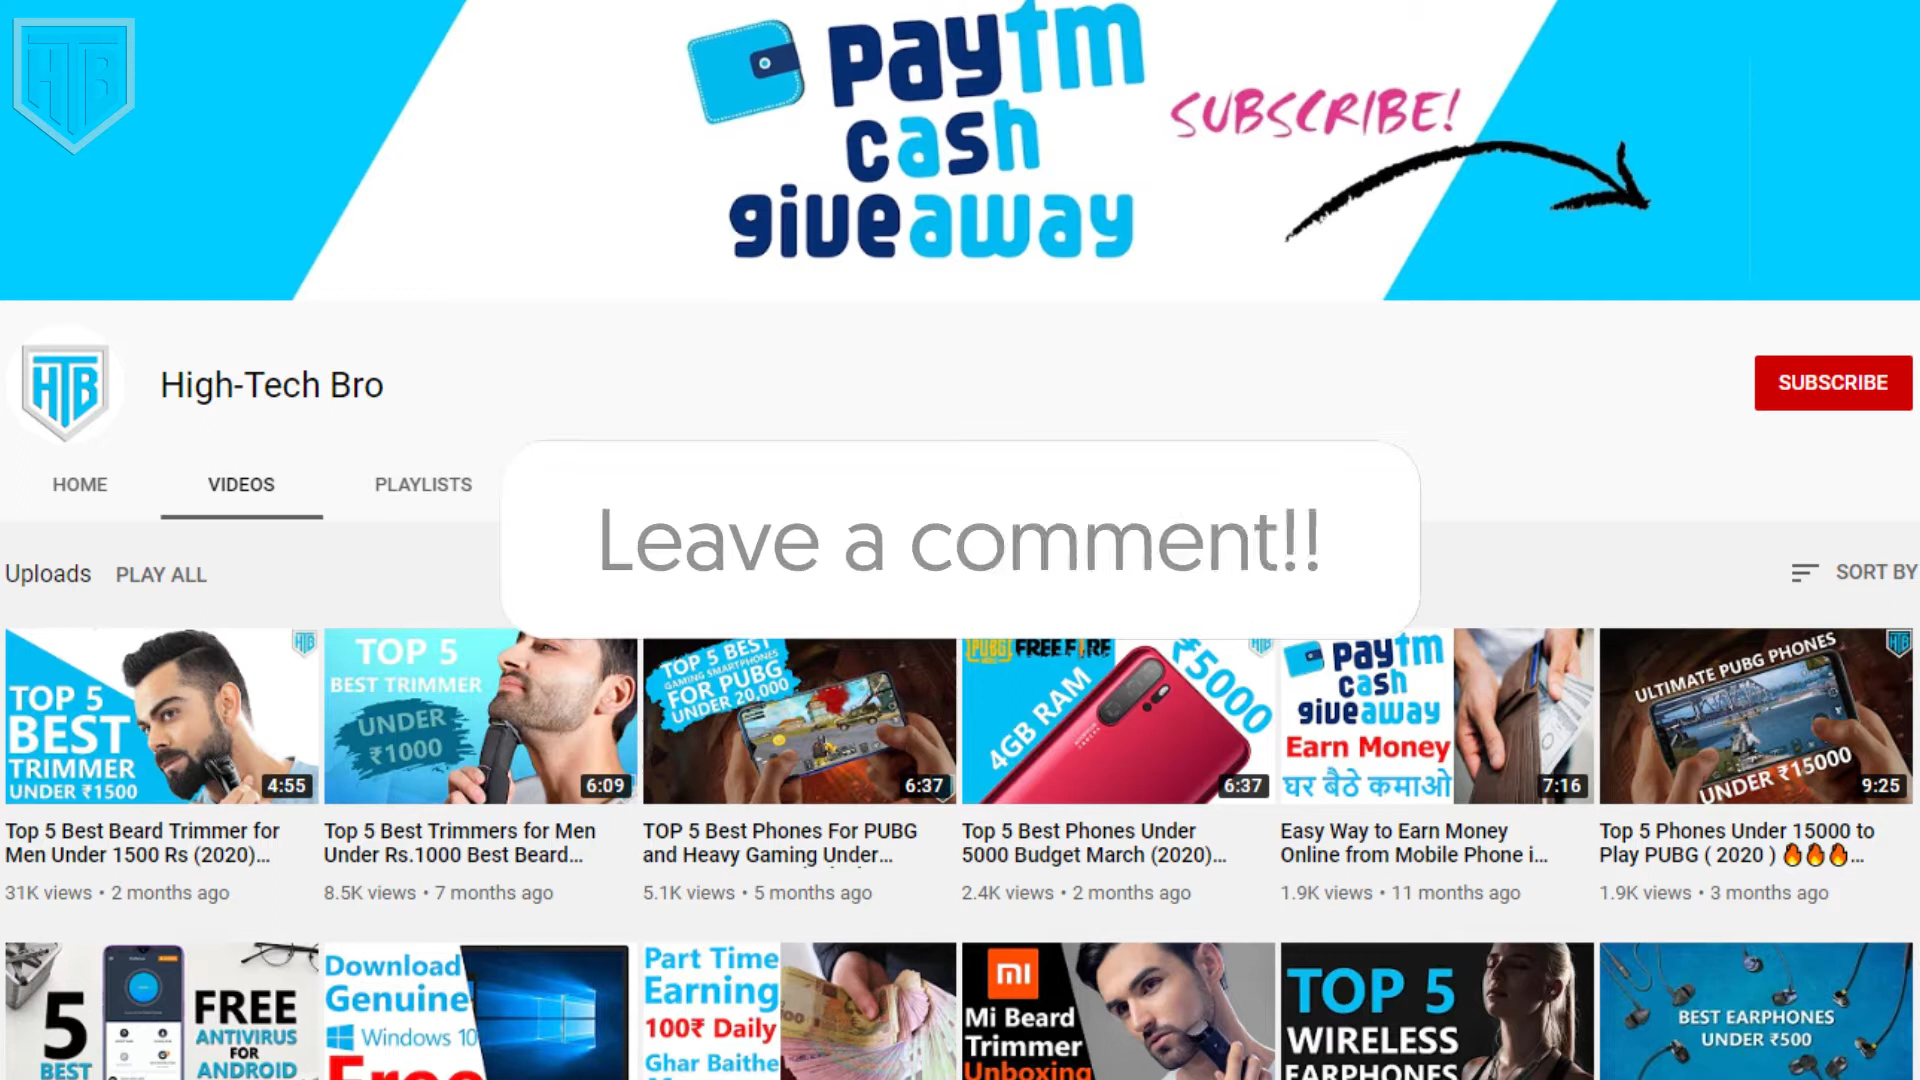 HTB
paytm
cash
giveaway
SUBSCRIBE!
HTB
High-Tech Bro
SUBSCRIBE
HOME VIDEOS PLAYLISTS
Leave a comment!!
Uploads PLAY ALL
SORT BY
TOP 5
BEST
TRIMMER
UNDER ₹1500
HTB
4:55
TOP 5
BEST TRIMMER
UNDER
₹1000
6:09
TOP 5 BEST
GAMING SMARTPHONES
FOR PUBG
UNDER 20,000
6:37
PUBG FREE FIRE
4GB RAM
₹5000
HTB
6:37
paytm
cash
giveaway
Earn Money
घर बैठे कमाओ
7:16
ULTIMATE PUBG PHONES
UNDER ₹15000
HTB
9:25
Top 5 Best Beard Trimmer for
Men Under 1500 Rs (2020)...
31K views • 2 months ago
Top 5 Best Trimmers for Men
Under Rs.1000 Best Beard...
8.5K views • 7 months ago
TOP 5 Best Phones For PUBG
and Heavy Gaming Under...
5.1K views • 5 months ago
Top 5 Best Phones Under
5000 Budget March (2020)...
2.4K views • 2 months ago
Easy Way to Earn Money
Online from Mobile Phone i...
1.9K views • 11 months ago
Top 5 Phones Under 15000 to
Play PUBG ( 2020 ) 🔥🔥🔥...
1.9K views • 3 months ago
5
BEST
FREE
ANTIVIRUS
FOR
ANDROID
Download
Genuine
Windows 10
Free
Part Time
Earning
100₹ Daily
Ghar Baithe
mi
Mi Beard
Trimmer
Unboxing
TOP 5
WIRELESS
EARPHONES
BEST EARPHONES
UNDER ₹500